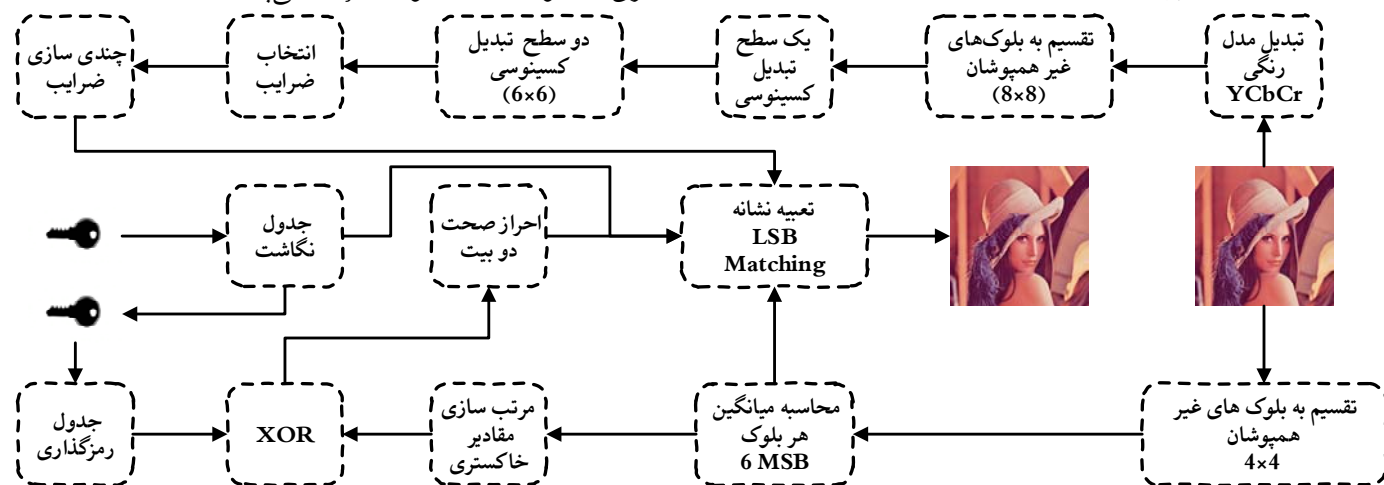 تبدیل مدل
رنگی
YCbCr
تقسیم به بلوک‌های
غیر همپوشان
(8×8)
یک سطح
تبدیل
کسینوسی
دو سطح تبدیل
کسینوسی
(6×6)
انتخاب
ضرایب
چندی سازی
ضرایب
تعبیه نشانه
LSB
Matching
احراز صحت
دو بیت
جدول
نگاشت
تقسیم به بلوک های غیر
همپوشان
4×4
محاسبه میانگین
هر بلوک
6 MSB
مرتب سازی
مقادیر
خاکستری
XOR
جدول
رمزگذاری